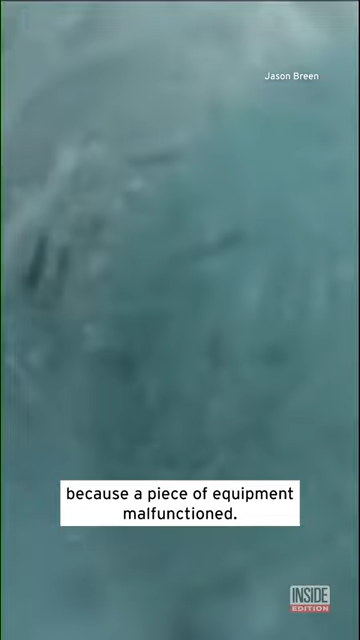 Jason Breen
because a piece of equipment
malfunctioned.
INSIDE
EDITION